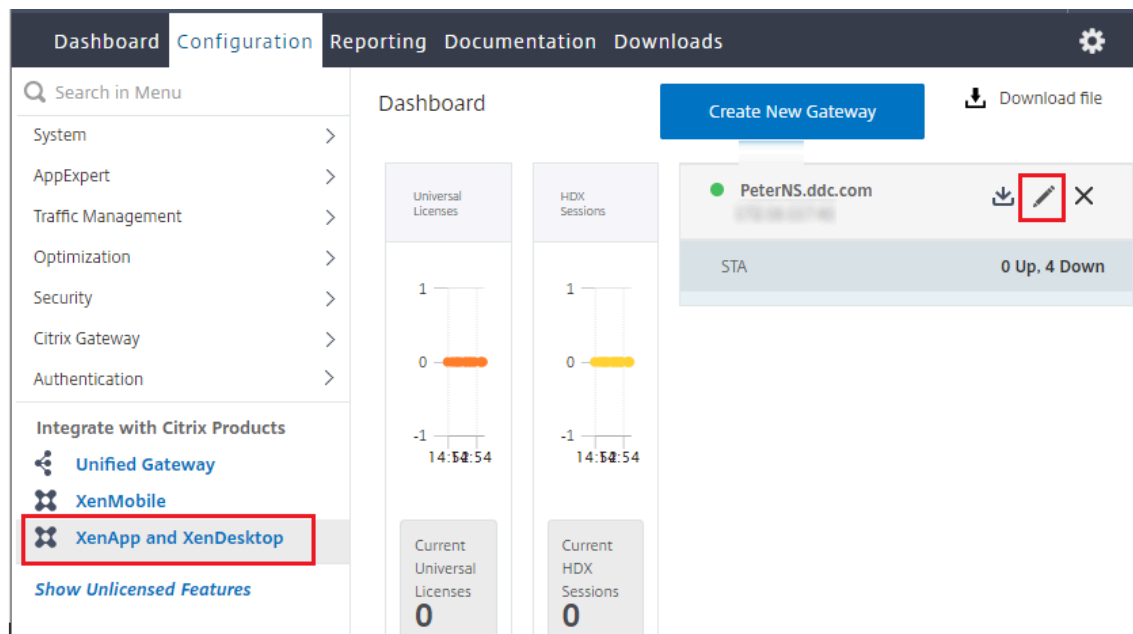 Dashboard Configuration Reporting Documentation Downloads
Search in Menu
System
AppExpert
Traffic Management
Optimization
Security
Citrix Gateway
Authentication
Integrate with Citrix Products
Unified Gateway
XenMobile
XenApp and XenDesktop
Show Unlicensed Features
Dashboard
Create New Gateway
Download file
Universal
Licenses
1
0
-1
Current
Universal
Licenses
0
HDX
Sessions
1
0
-1
Current
HDX
Sessions
0
PeterNS.ddc.com
STA 0 Up, 4 Down